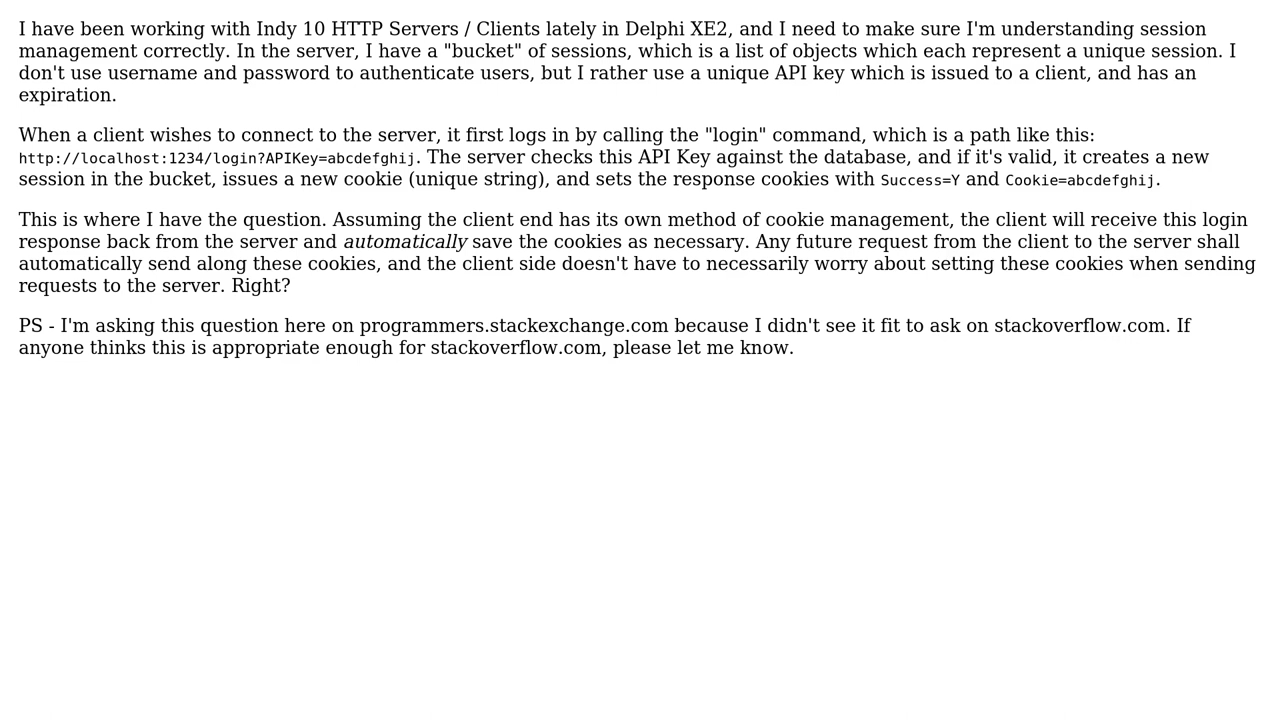 I have been working with Indy 10 HTTP Servers / Clients lately in Delphi XE2, and I need to make sure I'm understanding session
management correctly. In the server, I have a "bucket" of sessions, which is a list of objects which each represent a unique session. I
don't use username and password to authenticate users, but I rather use a unique API key which is issued to a client, and has an
expiration.
When a client wishes to connect to the server, it first logs in by calling the "login" command, which is a path like this:
http://localhost:1234/login?APIKey=abcdefghij. The server checks this API Key against the database, and if it's valid, it creates a new
session in the bucket, issues a new cookie (unique string), and sets the response cookies with Success=Y and Cookie=abcdefghij.
This is where I have the question. Assuming the client end has its own method of cookie management, the client will receive this login
response back from the server and automatically save the cookies as necessary. Any future request from the client to the server shall
automatically send along these cookies, and the client side doesn't have to necessarily worry about setting these cookies when sending
requests to the server. Right?
PS - I'm asking this question here on programmers.stackexchange.com because I didn't see it fit to ask on stackoverflow.com. If
anyone thinks this is appropriate enough for stackoverflow.com, please let me know.